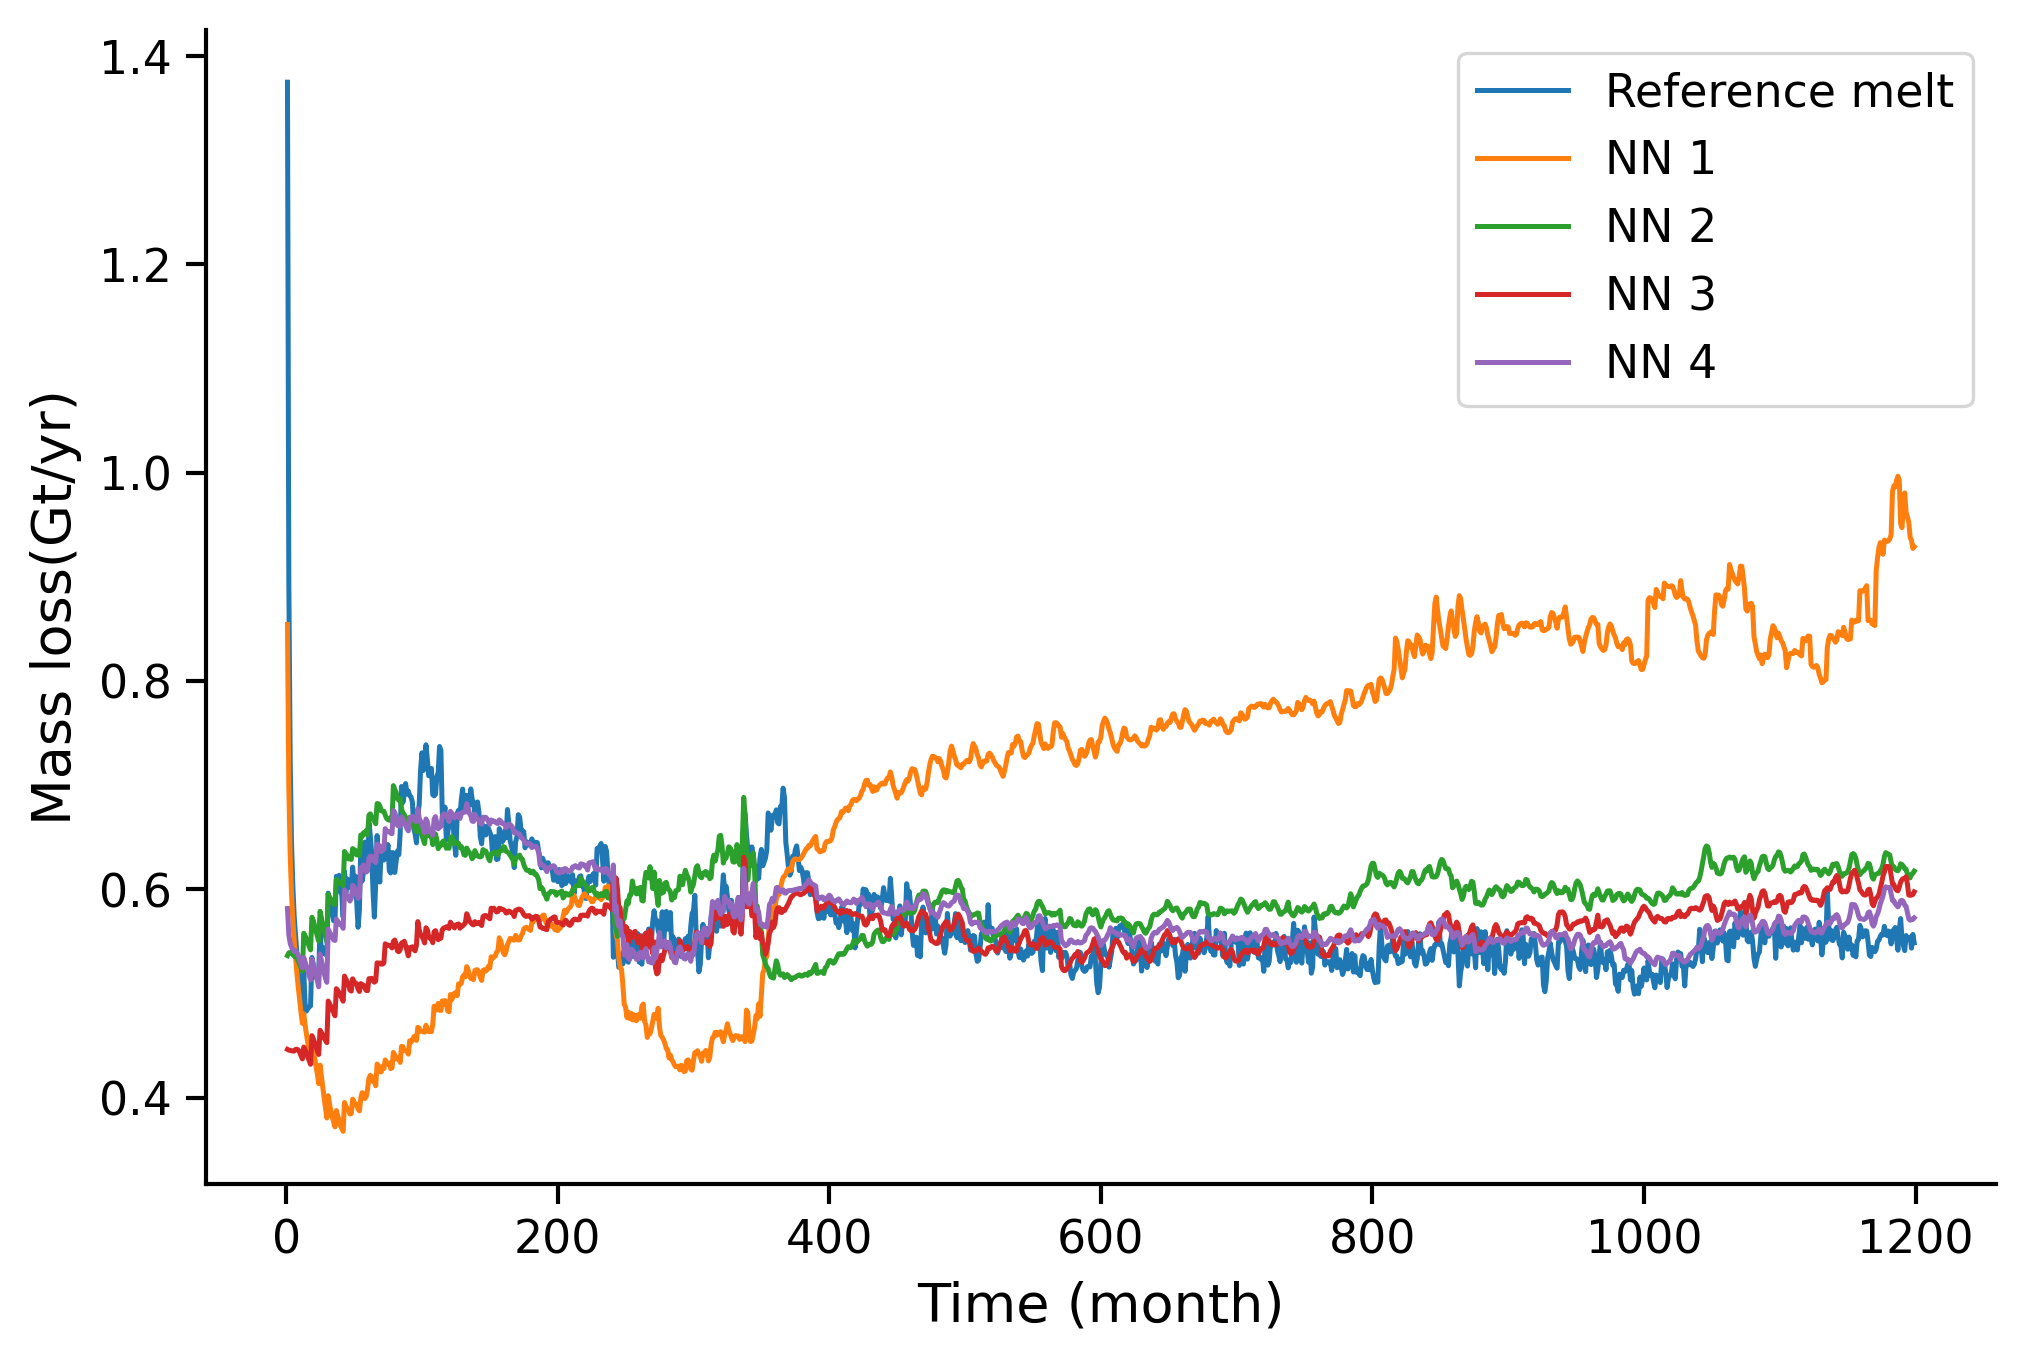 1.4
1.2
1.0
0.8
0.6
0.4
Mass loss(Gt/yr)
Reference melt
NN 1
NN 2
NN 3
NN 4
0 200 400 600 800 1000 1200
Time (month)